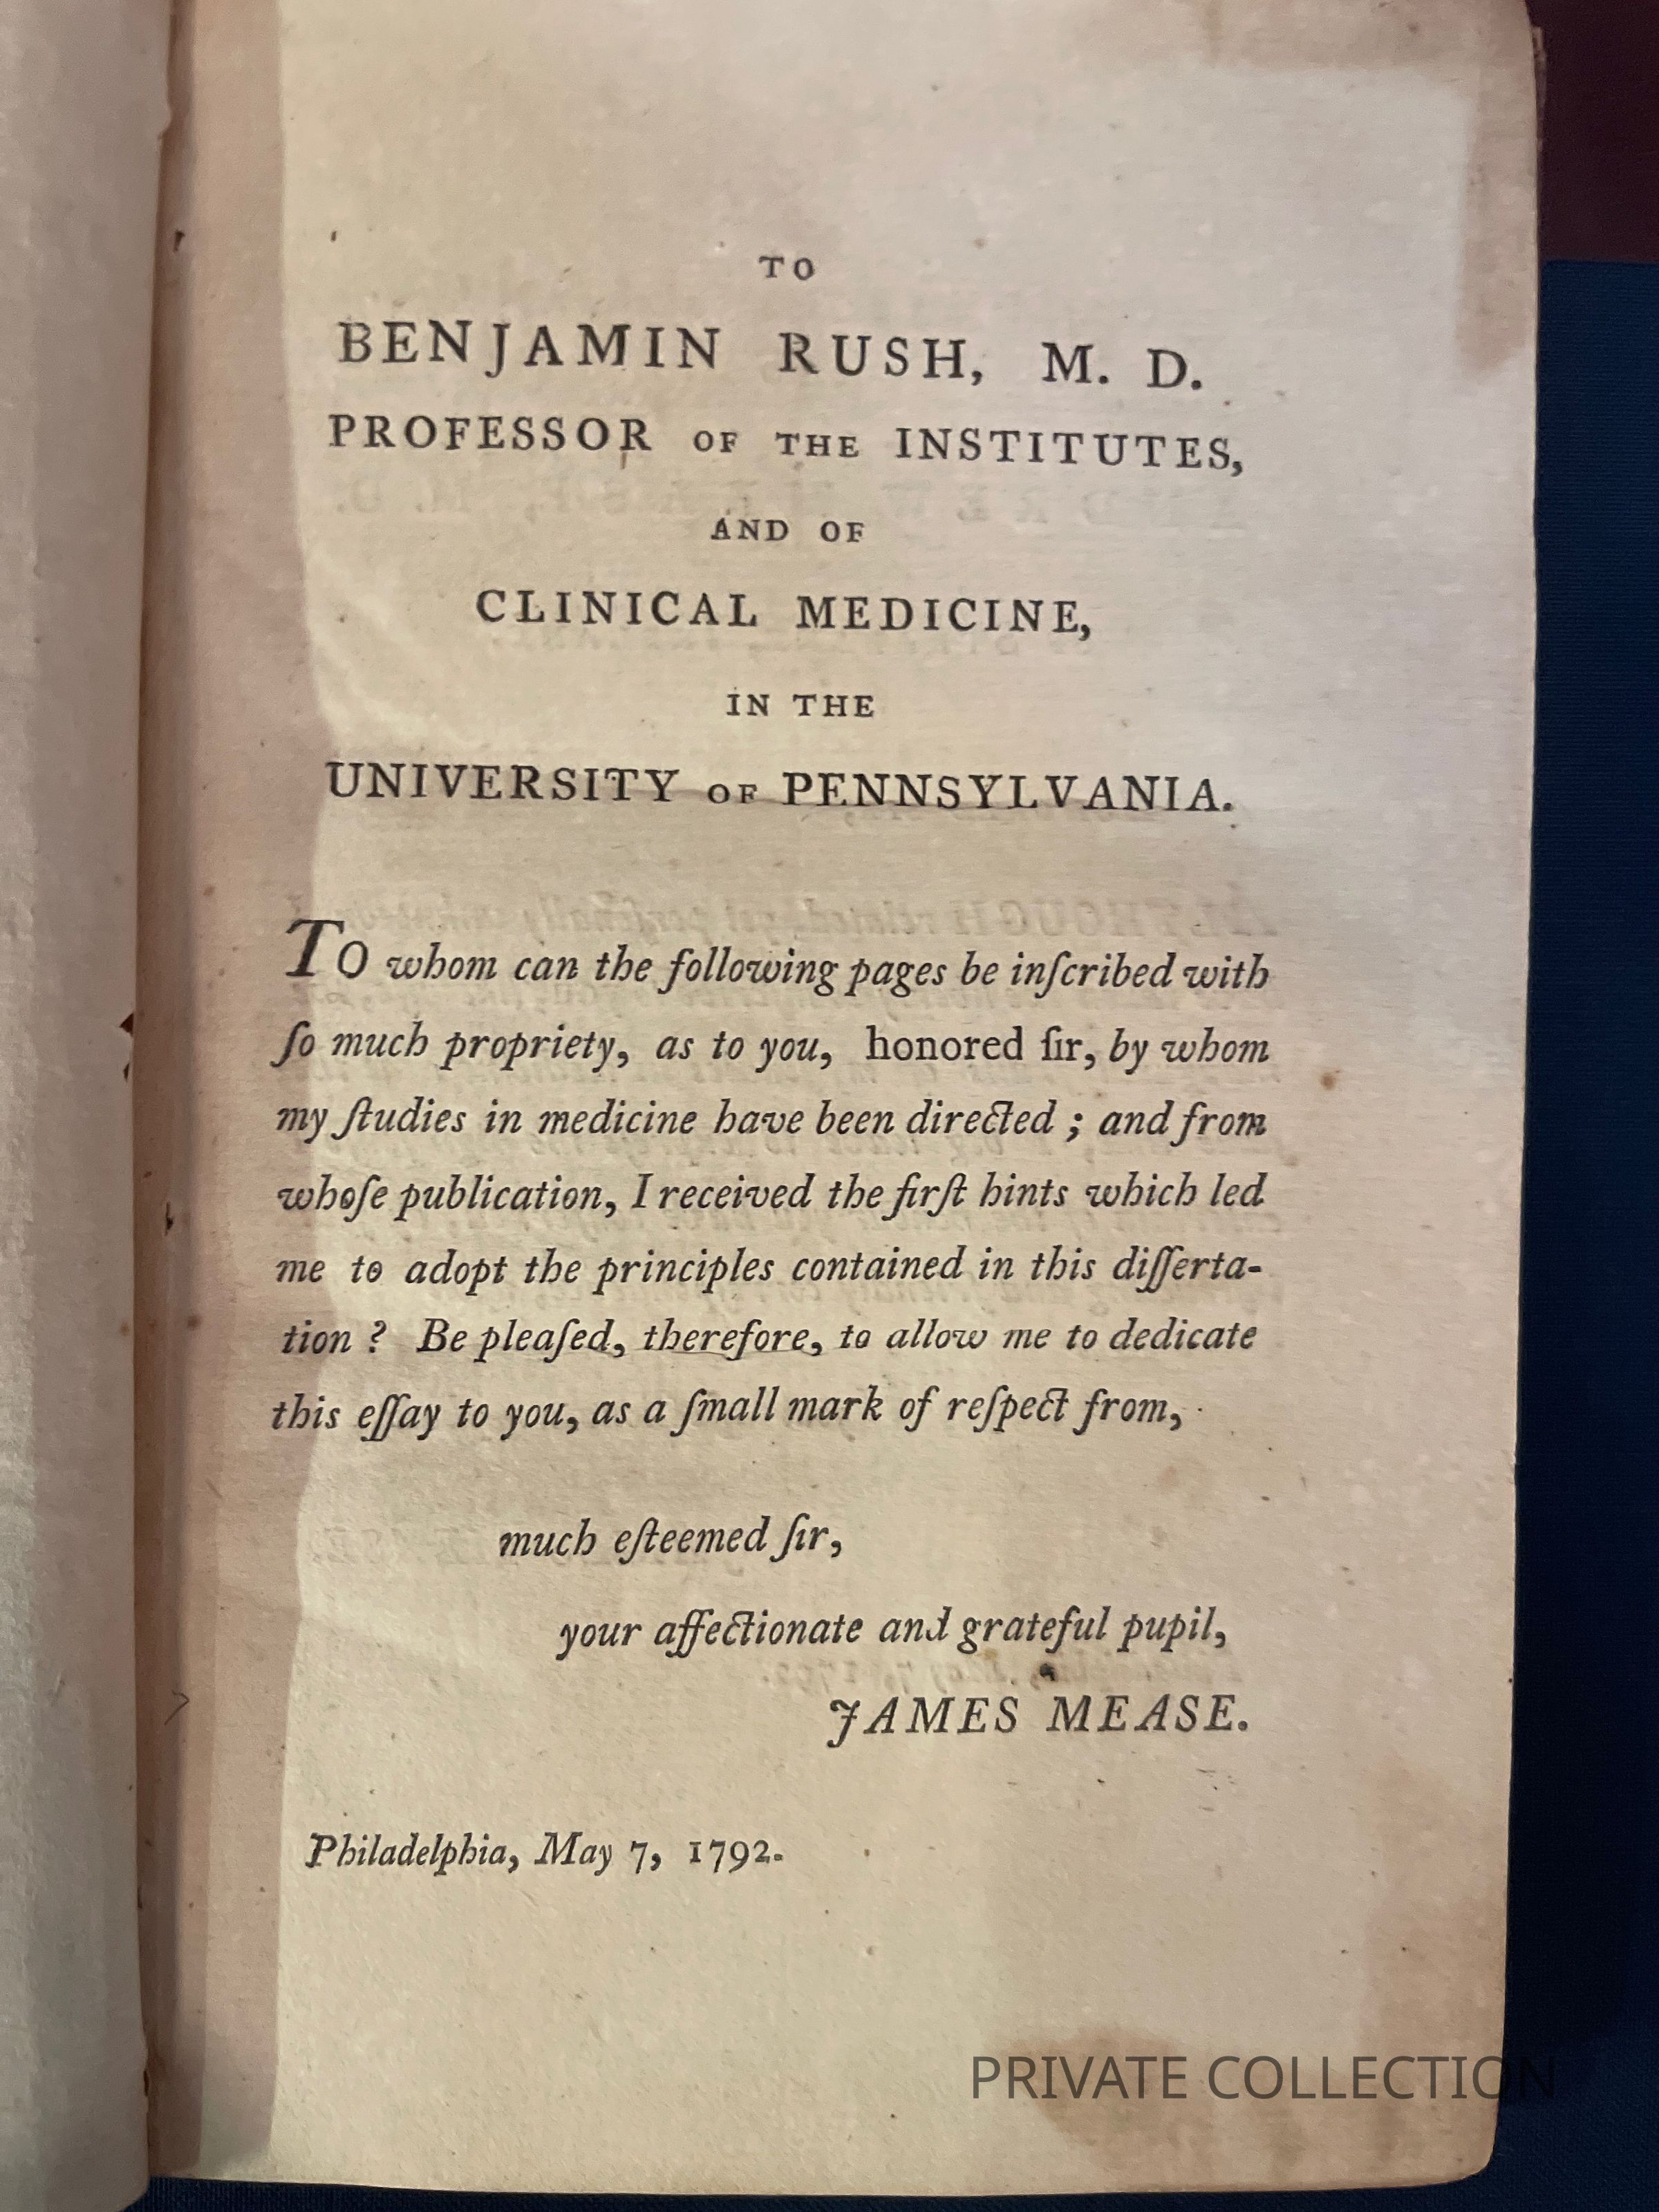 TO
BENJAMIN RUSH, M. D.
PROFESSOR OF THE INSTITUTES,
AND OF
CLINICAL MEDICINE,
IN THE
UNIVERSITY OF PENNSYLVANIA.
TO whom can the following pages be inſcribed with
ſo much propriety, as to you, honored ſir, by whom
my ſtudies in medicine have been directed ; and from
whoſe publication, I received the firſt hints which led
me to adopt the principles contained in this diſſerta-
tion ? Be pleaſed, therefore, to allow me to dedicate
this eſſay to you, as a ſmall mark of reſpect from,
much eſteemed ſir,
your affectionate and grateful pupil,
JAMES MEASE.
Philadelphia, May 7, 1792.
PRIVATE COLLECTION